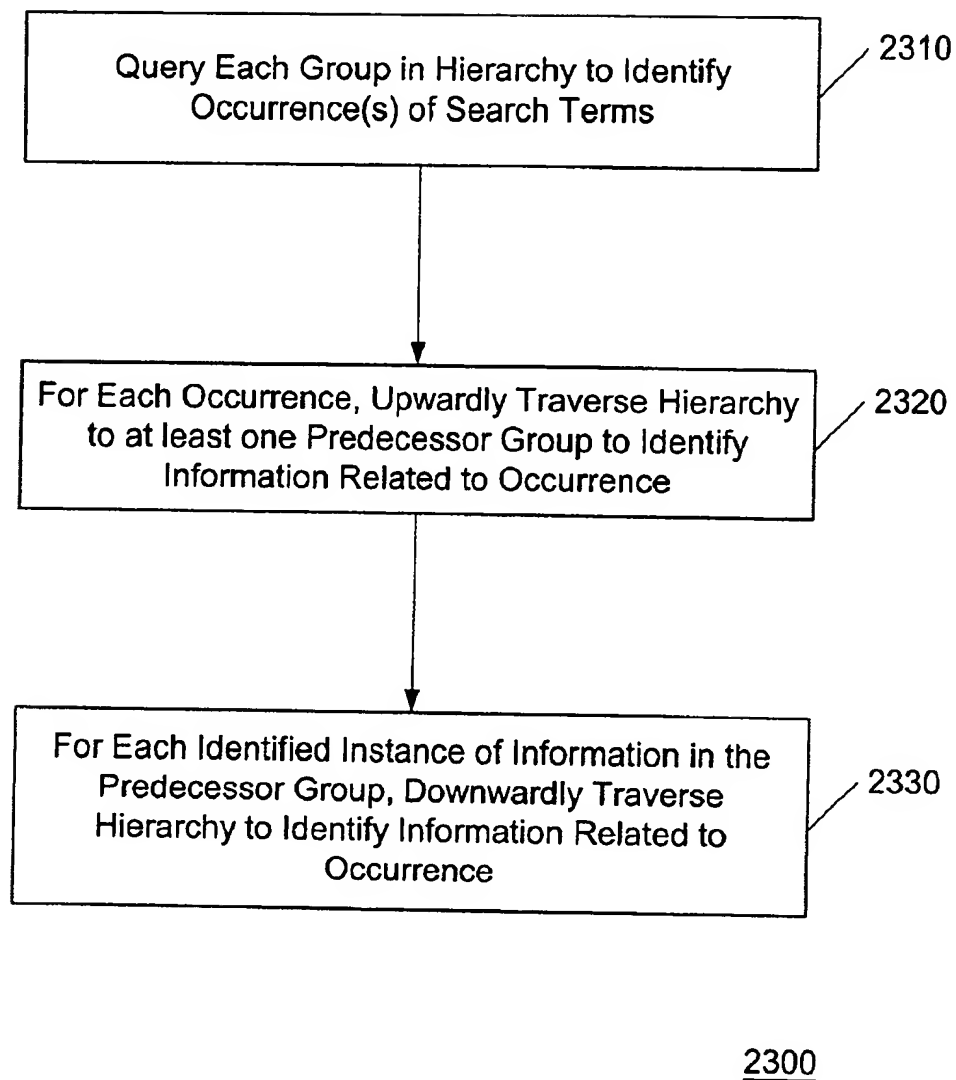 Query Each Group in Hierarchy to Identify
Occurrence(s) of Search Terms
2310
For Each Occurrence, Upwardly Traverse Hierarchy
to at least one Predecessor Group to Identify
Information Related to Occurrence
2320
For Each Identified Instance of Information in the
Predecessor Group, Downwardly Traverse
Hierarchy to Identify Information Related to
Occurrence
2330
2300